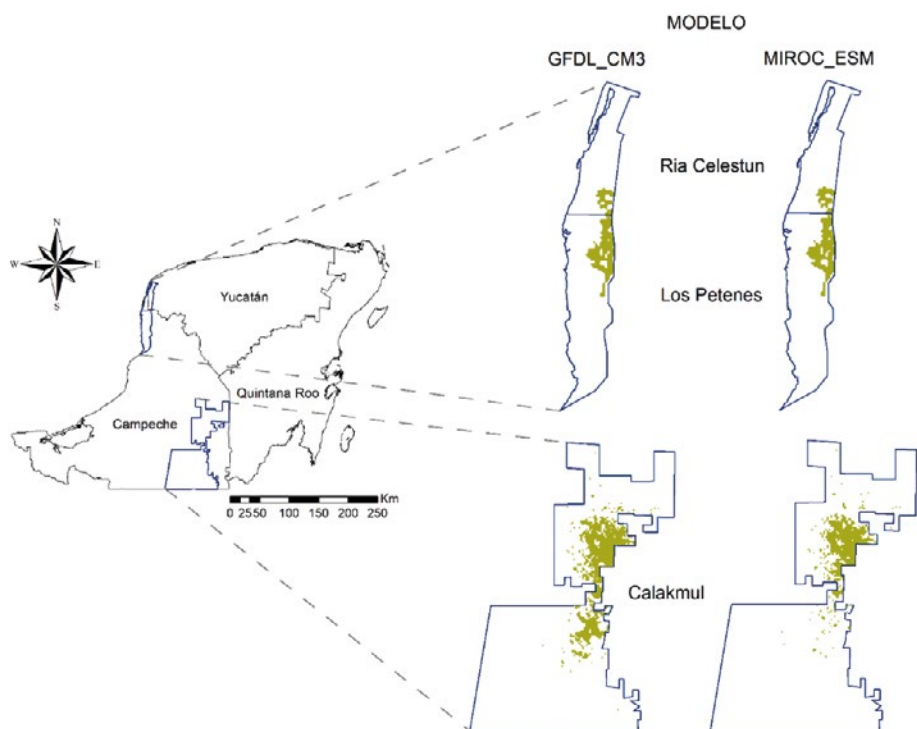 MODELO
GFDL_CM3
MIROC_ESM
Ria Celestun
N
W
E
S
Yucatán
Los Petenes
Quintana Roo
Campeche
Km
0 2550 100 150 200 250
Calakmul